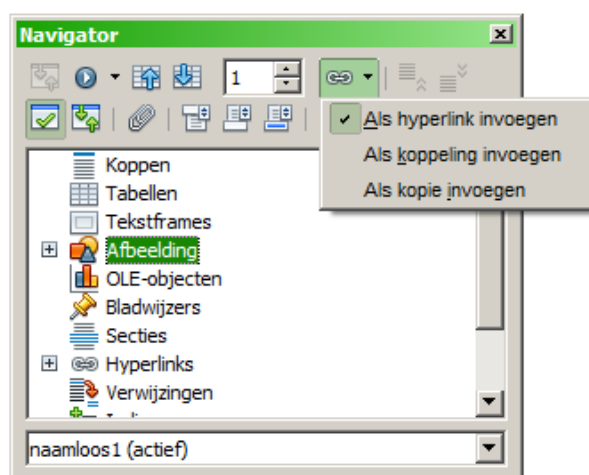 Navigator
1
Als hyperlink invoegen
Als koppeling invoegen
Als kopie invoegen
Koppen
Tabellen
Tekstframes
Afbeelding
OLE-objecten
Bladwijzers
Secties
Hyperlinks
Verwijzingen
naamloos1 (actief)